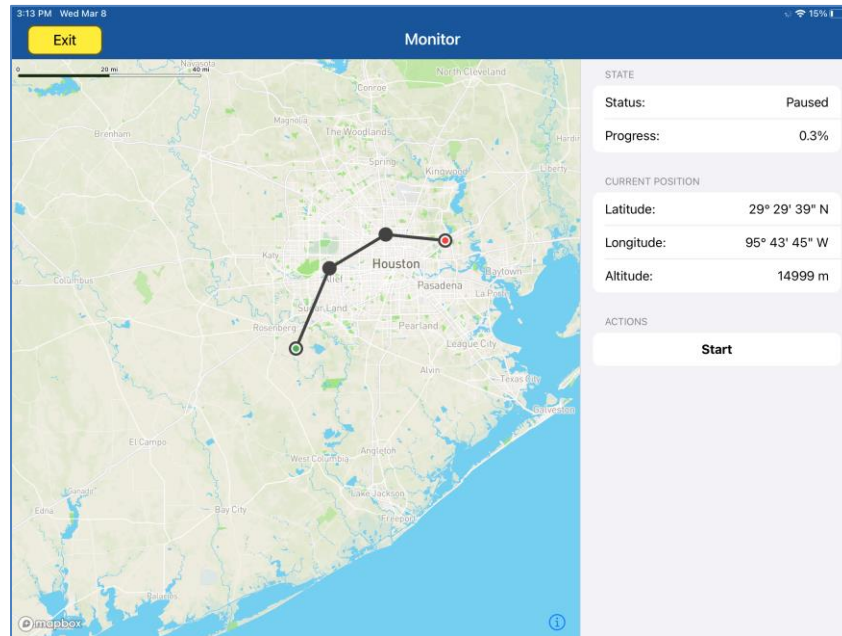 3:13 PM Wed Mar 8
15%
Exit
Monitor
0 20 mi 40 mi
Navasota
North Cleveland
Conroe
Magnolia
The Woodlands
Brenham
Spring
Kingwood
Liberty
Katy
Houston
Baytown
Columbus
Alief
Pasadena
La Porte
Sugar Land
Rosenberg
Pearland
League City
Alvin
Texas City
Galveston
El Campo
West Columbia
Angleton
Lake Jackson
Edna
Bay City
Freeport
Palacios
mapbox
STATE
Status: Paused
Progress: 0.3%
CURRENT POSITION
Latitude: 29° 29' 39" N
Longitude: 95° 43' 45" W
Altitude: 14999 m
ACTIONS
Start